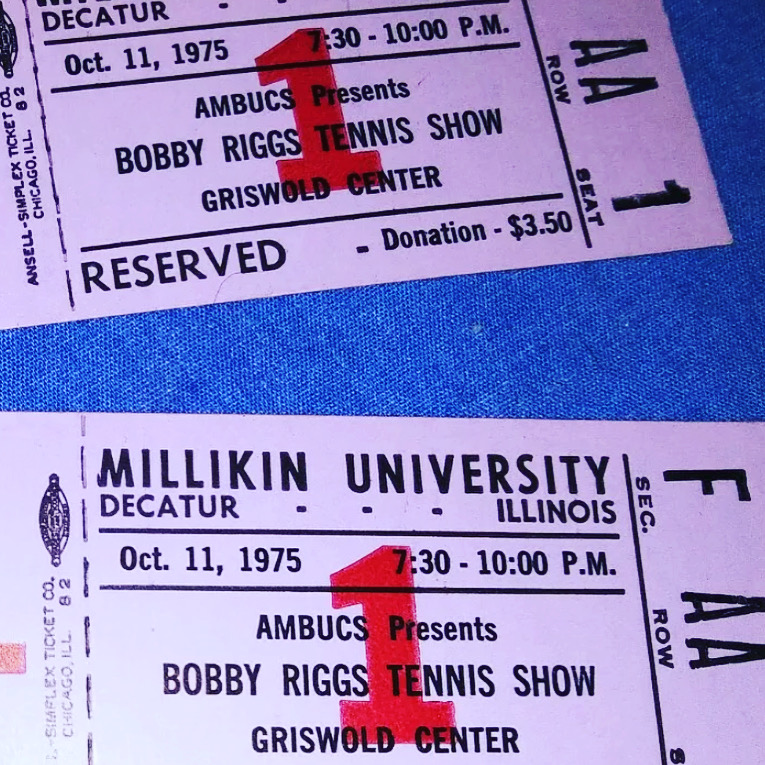 DECATUR - -
Oct. 11, 1975 7:30 - 10:00 P.M.
1
AMBUCS Presents
BOBBY RIGGS TENNIS SHOW
GRISWOLD CENTER
RESERVED - Donation - $3.50
AA
ROW
SEAT 1
ANSELL-SIMPLEX TICKET CO.
CHICAGO, ILL. 82
MILLIKIN UNIVERSITY
DECATUR - - - ILLINOIS
Oct. 11, 1975 7:30 - 10:00 P.M.
1
AMBUCS Presents
BOBBY RIGGS TENNIS SHOW
GRISWOLD CENTER
SEC. F
ROW AA
-SIMPLEX TICKET CO.
CHICAGO, ILL. 82